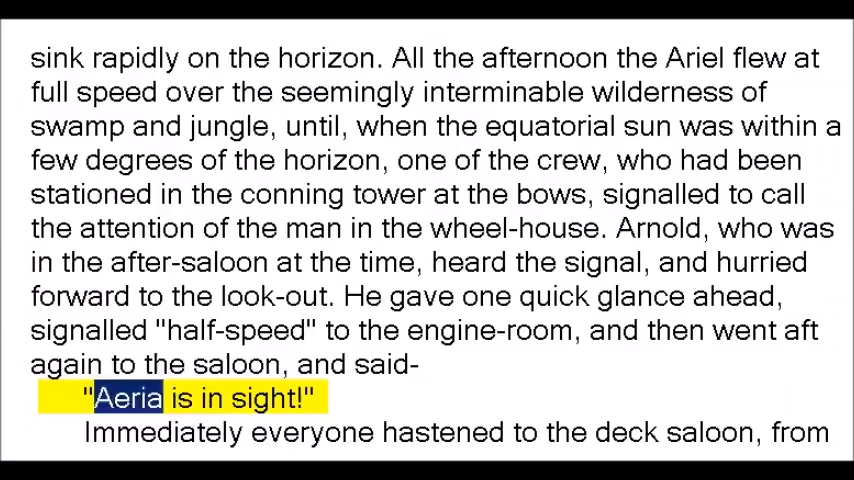 sink rapidly on the horizon. All the afternoon the Ariel flew at
full speed over the seemingly interminable wilderness of
swamp and jungle, until, when the equatorial sun was within a
few degrees of the horizon, one of the crew, who had been
stationed in the conning tower at the bows, signalled to call
the attention of the man in the wheel-house. Arnold, who was
in the after-saloon at the time, heard the signal, and hurried
forward to the look-out. He gave one quick glance ahead,
signalled "half-speed" to the engine-room, and then went aft
again to the saloon, and said-
"Aeria is in sight!"
Immediately everyone hastened to the deck saloon, from